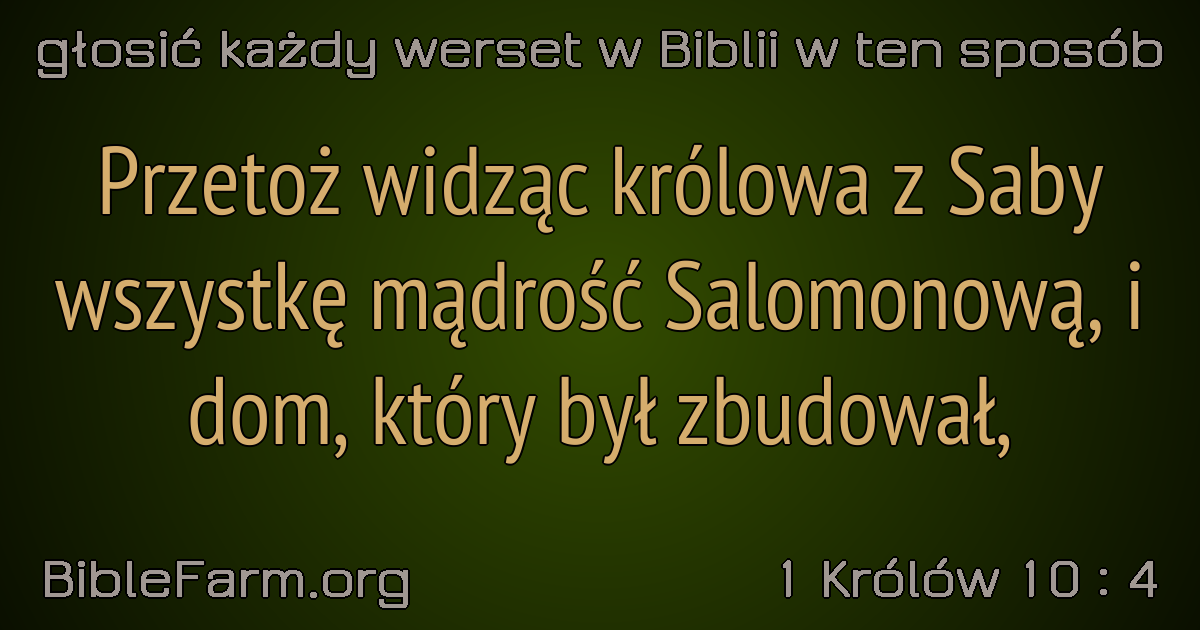 głosić każdy werset w Biblii w ten sposób
Przetoż widząc królowa z Saby
wszystkę mądrość Salomonową, i
dom, który był zbudował,
BibleFarm.org
1 Królów 10 : 4